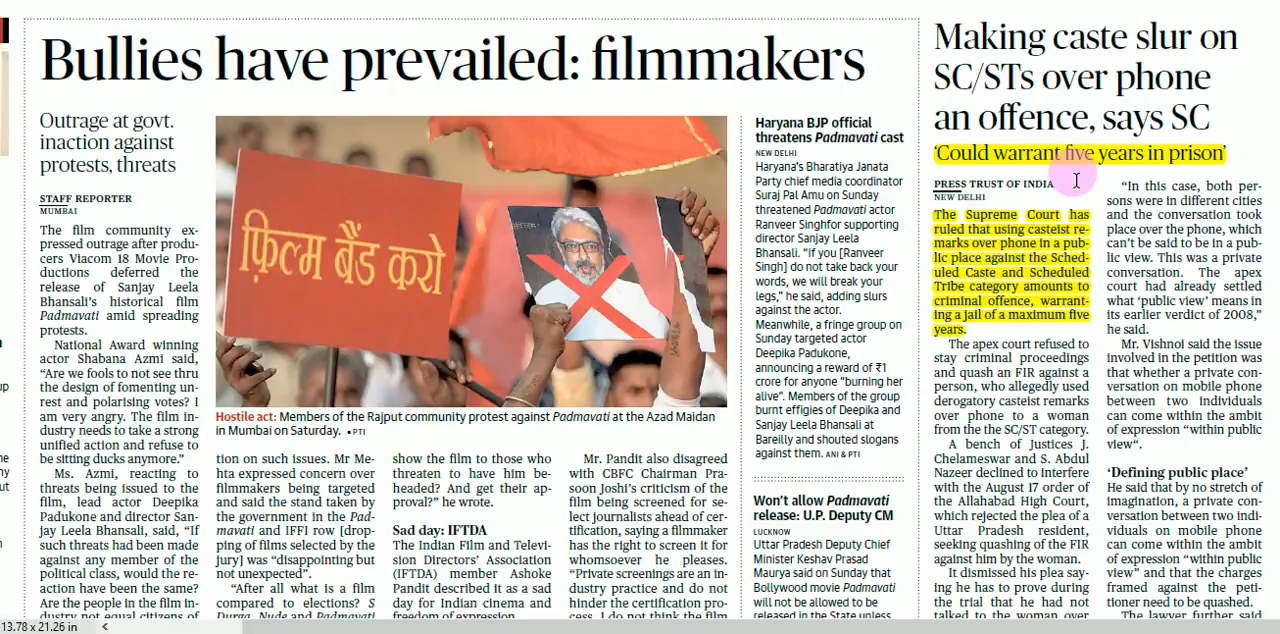 Bullies have prevailed: filmmakers
Outrage at govt.
inaction against
protests, threats
STAFF REPORTER
MUMBAI
The film community ex-
pressed outrage after produ-
cers Viacom 18 Movie Pro-
ductions deferred the
release of Sanjay Leela
Bhansali's historical film
Padmavati amid spreading
protests.
National Award winning
actor Shabana Azmi said,
“Are we fools to not see thru
the design of fomenting un-
rest and polarising votes? I
am very angry. The film in-
dustry needs to take a strong
unified action and refuse to
be sitting ducks anymore.”
Ms. Azmi, reacting to
threats being issued to the
film, lead actor Deepika
Padukone and director San-
jay Leela Bhansali, said, “If
such threats had been made
against any member of the
political class, would the re-
action have been the same?
Are the people in the film in-
dustry not equal citizens of
फ़िल्म बैंड करो
Hostile act: Members of the Rajput community protest against Padmavati at the Azad Maidan
in Mumbai on Saturday. • PTI
tion on such issues. Mr Me-
hta expressed concern over
filmmakers being targeted
and said the stand taken by
the government in the Pad-
mavati and IFFI row [drop-
ping of films selected by the
jury] was “disappointing but
not unexpected”.
“After all what is a film
compared to elections? S
Durga, Nude and Padmavati
show the film to those who
threaten to have him be-
headed? And get their ap-
proval?” he wrote.
Sad day: IFTDA
The Indian Film and Televi-
sion Directors' Association
(IFTDA) member Ashoke
Pandit described it as a sad
day for Indian cinema and
freedom of expression.
Mr. Pandit also disagreed
with CBFC Chairman Pra-
soon Joshi's criticism of the
film being screened for se-
lect journalists ahead of cer-
tification, saying a filmmaker
has the right to screen it for
whomsoever he pleases.
“Private screenings are an in-
dustry practice and do not
hinder the certification pro-
cess. I do not think the film
Haryana BJP official
threatens Padmavati cast
NEW DELHI
Haryana's Bharatiya Janata
Party chief media coordinator
Suraj Pal Amu on Sunday
threatened Padmavati actor
Ranveer Singhfor supporting
director Sanjay Leela
Bhansali. “If you [Ranveer
Singh] do not take back your
words, we will break your
legs,” he said, adding slurs
against the actor.
Meanwhile, a fringe group on
Sunday targeted actor
Deepika Padukone,
announcing a reward of ₹1
crore for anyone “burning her
alive”. Members of the group
burnt effigies of Deepika and
Sanjay Leela Bhansali at
Bareilly and shouted slogans
against them. ANI & PTI
Won't allow Padmavati
release: U.P. Deputy CM
LUCKNOW
Uttar Pradesh Deputy Chief
Minister Keshav Prasad
Maurya said on Sunday that
Bollywood movie Padmavati
will not be allowed to be
released in the State unless
Making caste slur on
SC/STs over phone
an offence, says SC
‘Could warrant five years in prison’
PRESS TRUST OF INDIA
NEW DELHI
The Supreme Court has
ruled that using casteist re-
marks over phone in a pub-
lic place against the Sched-
uled Caste and Scheduled
Tribe category amounts to
criminal offence, warrant-
ing a jail of a maximum five
years.
The apex court refused to
stay criminal proceedings
and quash an FIR against a
person, who allegedly used
derogatory casteist remarks
over phone to a woman
from the the SC/ST category.
A bench of Justices J.
Chelameswar and S. Abdul
Nazeer declined to interfere
with the August 17 order of
the Allahabad High Court,
which rejected the plea of a
Uttar Pradesh resident,
seeking quashing of the FIR
against him by the woman.
It dismissed his plea say-
ing he has to prove during
the trial that he had not
talked to the woman over
“In this case, both per-
sons were in different cities
and the conversation took
place over the phone, which
can't be said to be in a pub-
lic view. This was a private
conversation. The apex
court had already settled
what ‘public view’ means in
its earlier verdict of 2008,”
he said.
Mr. Vishnoi said the issue
involved in the petition was
that whether a private con-
versation on mobile phone
between two individuals
can come within the ambit
of expression “within public
view“.
‘Defining public place’
He said that by no stretch of
imagination, a private con-
versation between two indi-
viduals on mobile phone
can come within the ambit
of expression “within public
view” and that the charges
framed against the peti-
tioner need to be quashed.
The lawyer further said
13.78 x 21.26 in